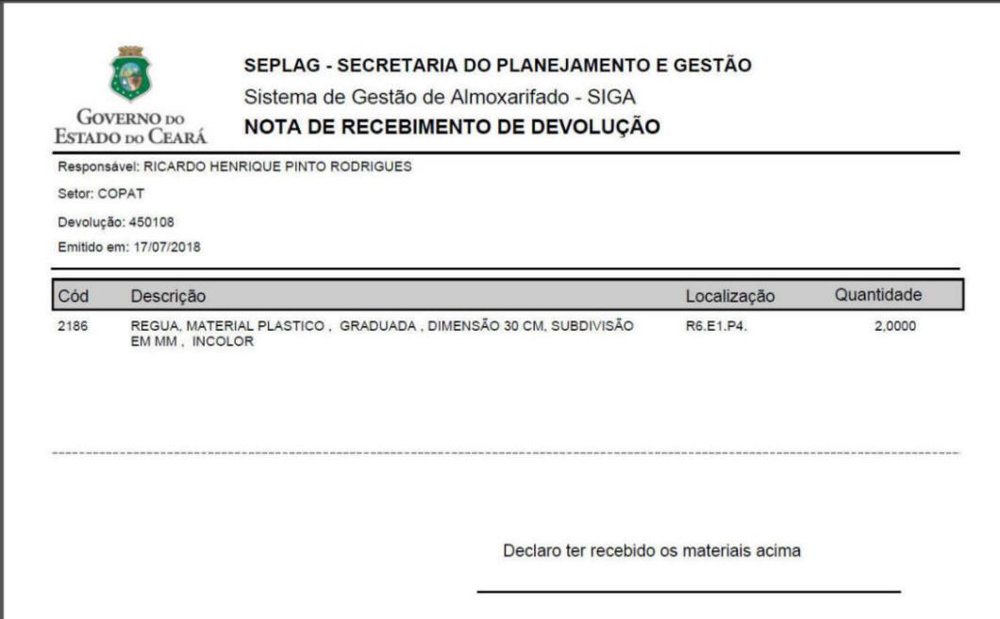 SEPLAG - SECRETARIA DO PLANEJAMENTO E GESTÃO
Sistema de Gestão de Almoxarifado - SIGA
NOTA DE RECEBIMENTO DE DEVOLUÇÃO
GOVERNO DO
ESTADO DO CEARÁ
Responsável: RICARDO HENRIQUE PINTO RODRIGUES
Setor: COPAT
Devolução: 450108
Emitido em: 17/07/2018
Cód Descrição Localização Quantidade
2186 REGUA, MATERIAL PLASTICO , GRADUADA , DIMENSÃO 30 CM, SUBDIVISÃO R6.E1.P4. 2,0000
EM MM , INCOLOR
Declaro ter recebido os materiais acima